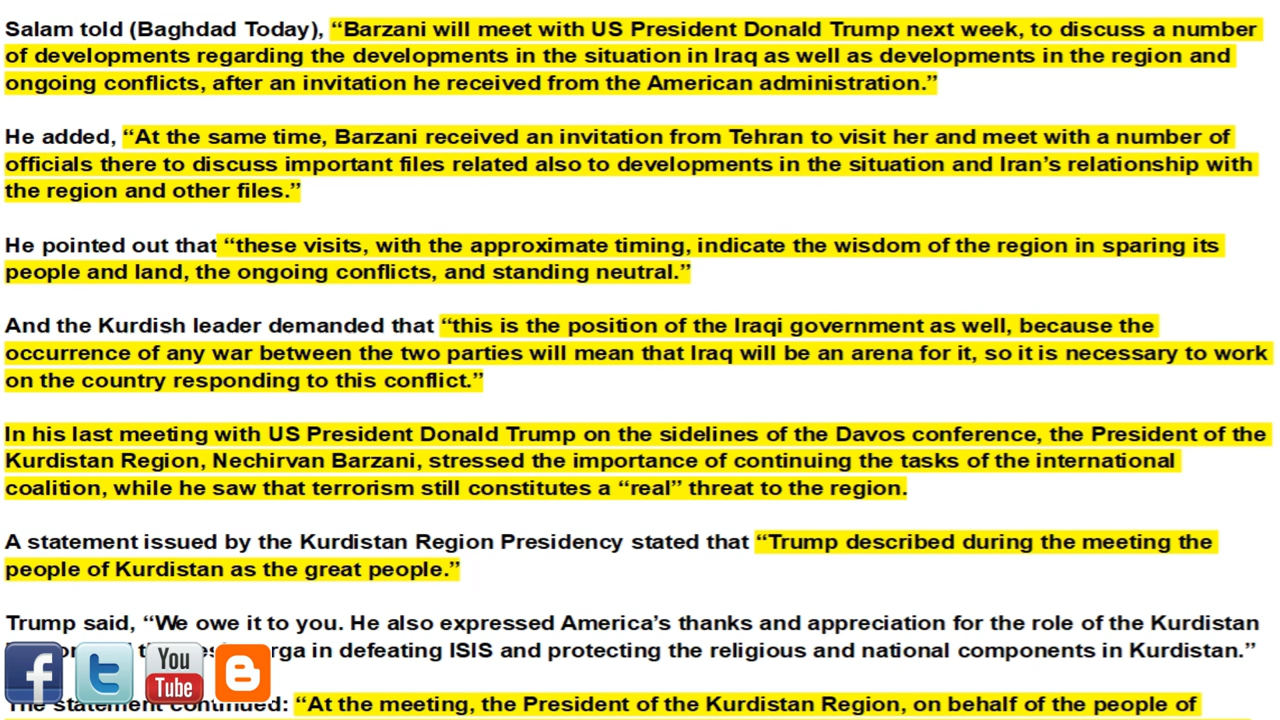 Salam told (Baghdad Today), “Barzani will meet with US President Donald Trump next week, to discuss a number
of developments regarding the developments in the situation in Iraq as well as developments in the region and
ongoing conflicts, after an invitation he received from the American administration.”
He added, “At the same time, Barzani received an invitation from Tehran to visit her and meet with a number of
officials there to discuss important files related also to developments in the situation and Iran’s relationship with
the region and other files.”
He pointed out that “these visits, with the approximate timing, indicate the wisdom of the region in sparing its
people and land, the ongoing conflicts, and standing neutral.”
And the Kurdish leader demanded that “this is the position of the Iraqi government as well, because the
occurrence of any war between the two parties will mean that Iraq will be an arena for it, so it is necessary to work
on the country responding to this conflict.”
In his last meeting with US President Donald Trump on the sidelines of the Davos conference, the President of the
Kurdistan Region, Nechirvan Barzani, stressed the importance of continuing the tasks of the international
coalition, while he saw that terrorism still constitutes a “real” threat to the region.
A statement issued by the Kurdistan Region Presidency stated that “Trump described during the meeting the
people of Kurdistan as the great people.”
Trump said, “We owe it to you. He also expressed America’s thanks and appreciation for the role of the Kurdistan
in defeating ISIS and protecting the religious and national components in Kurdistan.”
The statement continued: “At the meeting, the President of the Kurdistan Region, on behalf of the people of
You
Tube